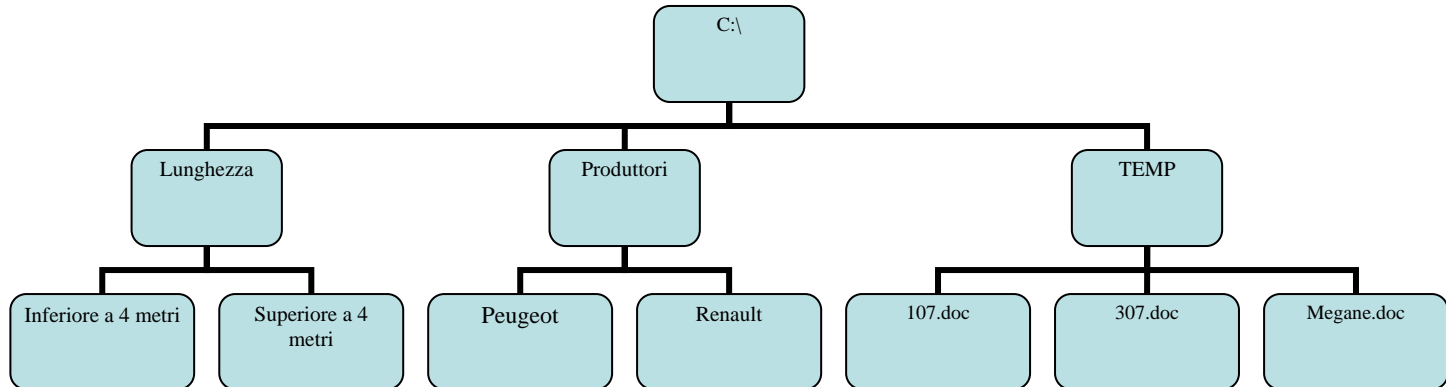 C:\
Lunghezza
Produttori
TEMP
Inferiore a 4 metri
Superiore a 4
metri
Peugeot
Renault
107.doc
307.doc
Megane.doc